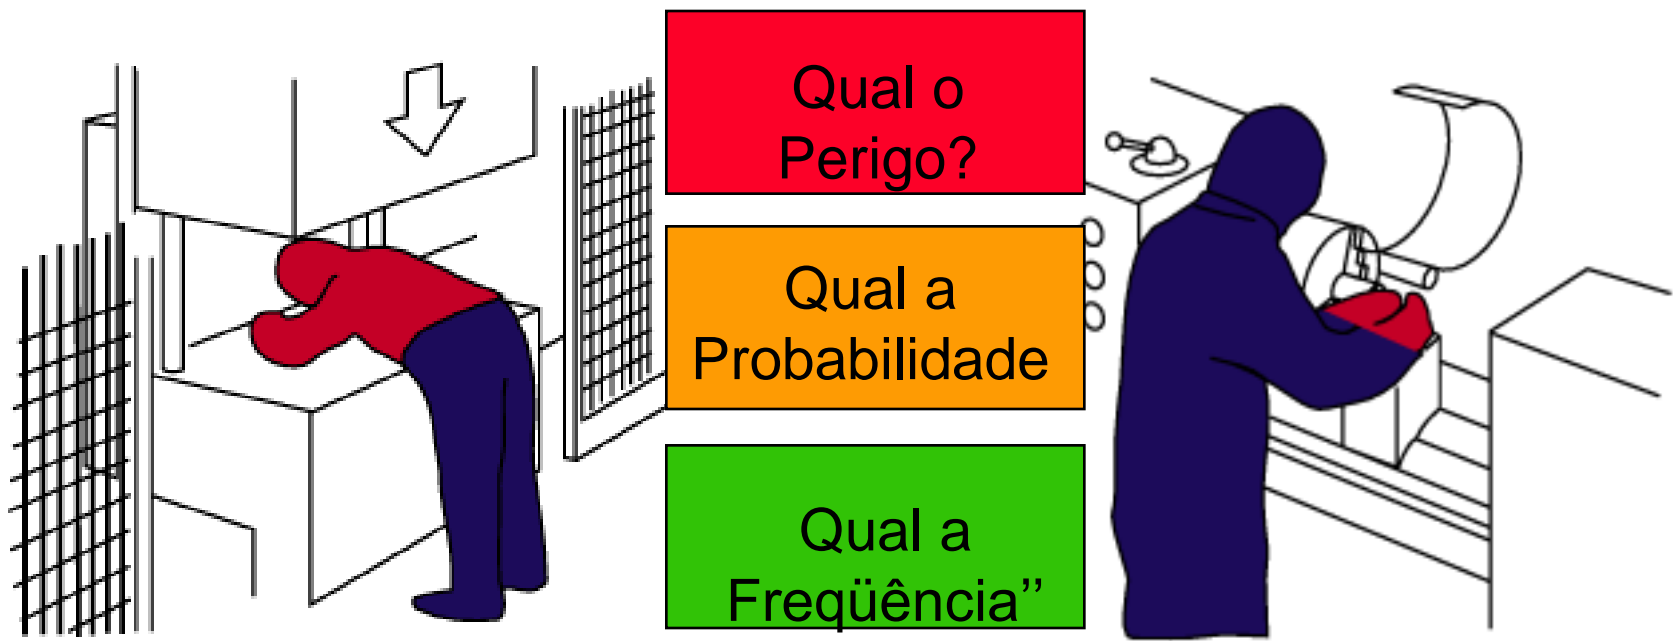 Qual o
Perigo?
Qual a
Probabilidade
Qual a
Freqüência’’